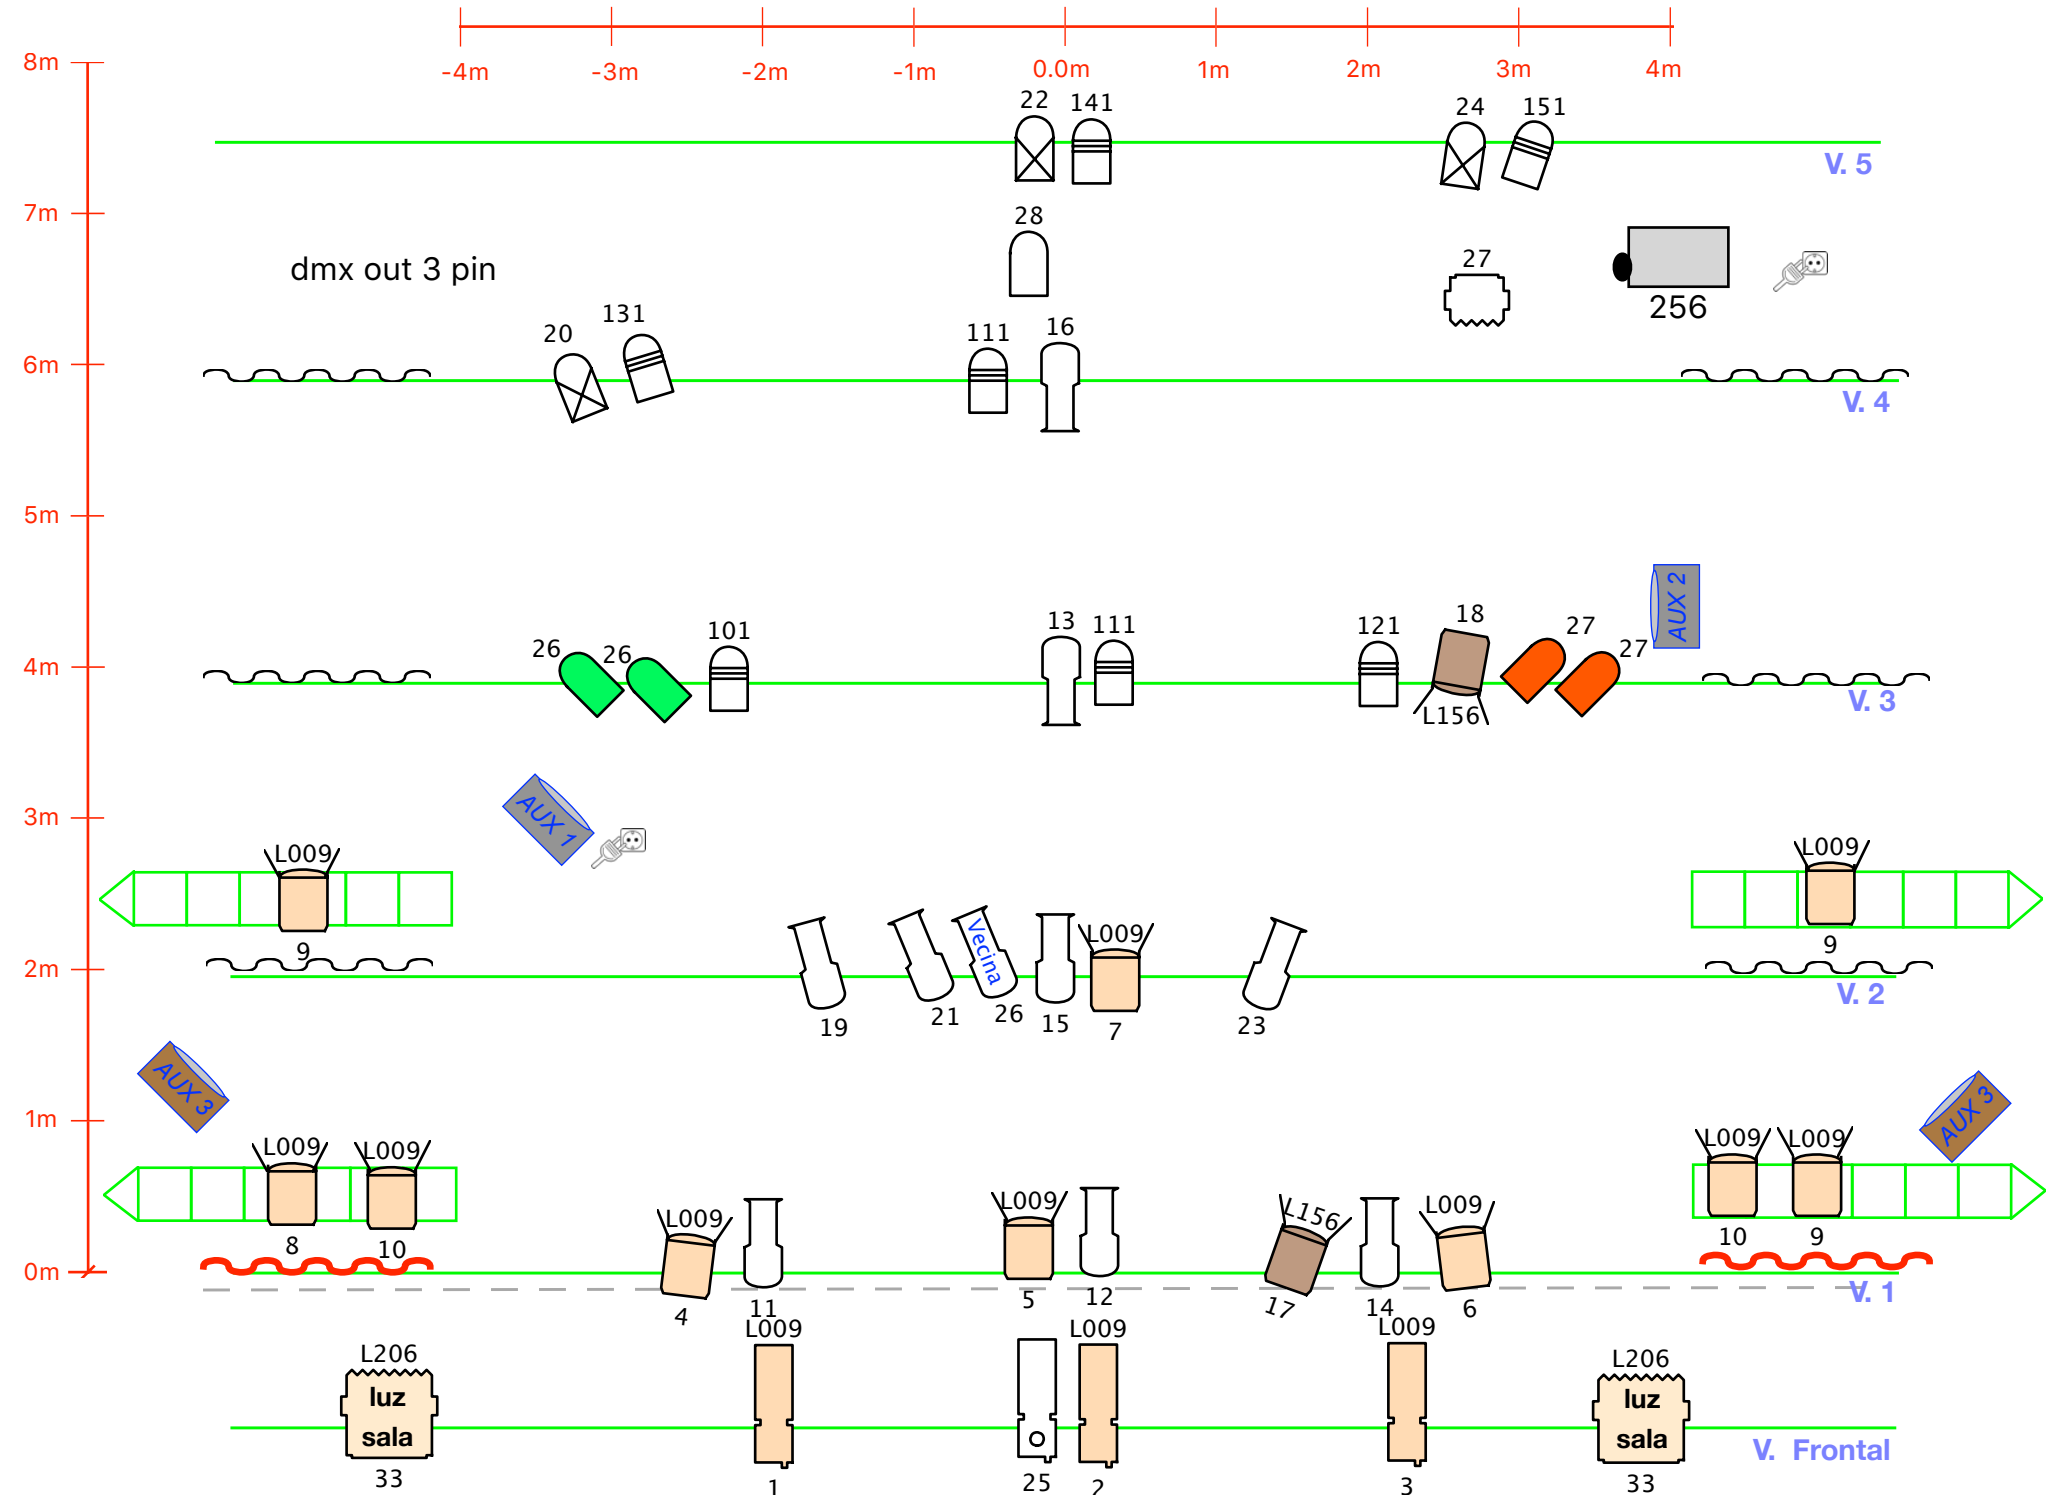 -4m -3m -2m -1m 0.0m 1m 2m 3m 4m
8m
22 141 24 151
V. 5
7m
28
dmx out 3 pin
27
256
20 131 111 16
6m
V. 4
5m
AUX 2
26 26 101 13 111 121 18 27 27
4m
L156
V. 3
3m
AUX 1
L009 L009
9 9
Vecina
L009
2m
V. 2
19 21 26 15 7 23
AUX 3 AUX 3
1m
L009 L009 L009 L009
8 10 10 9
L009 L009 L156 L009
0m
V. 1
4 11 5 12 17 14 6
L009 L009 L009
L206 L206
luz luz
sala sala
V. Frontal
33 1 25 2 3 33